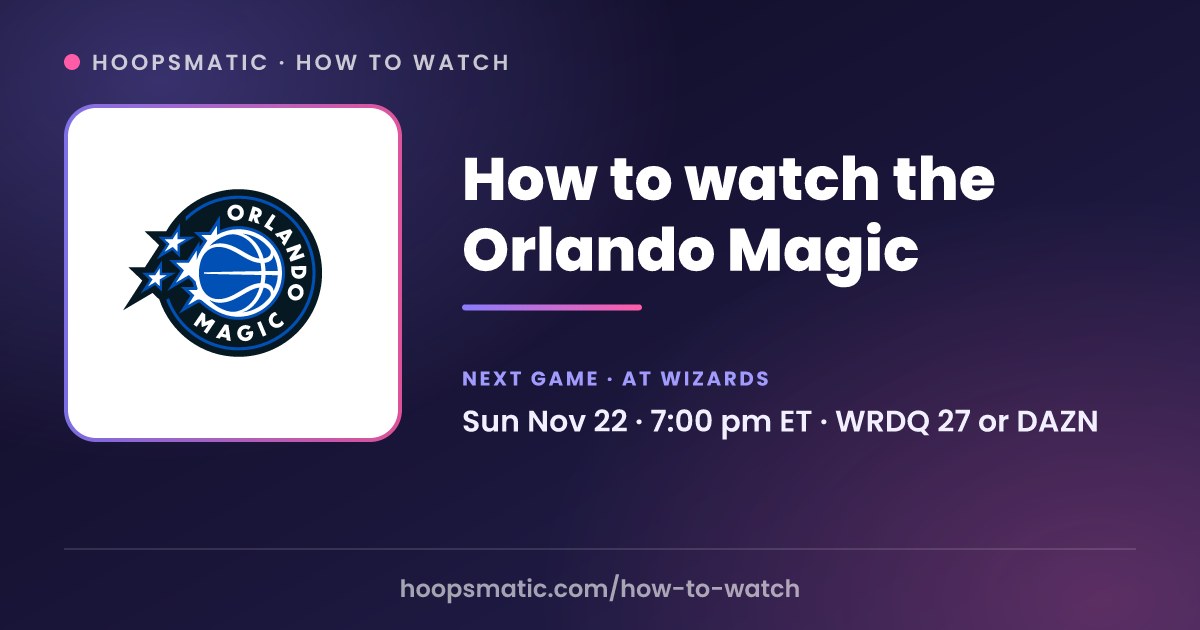 HOOPSMATIC · HOW TO WATCH
ORLANDO
MAGIC
How to watch the
Orlando Magic
NEXT GAME · AT WIZARDS
Sun Nov 22 · 7:00 pm ET · WRDQ 27 or DAZN
hoopsmatic.com/how-to-watch